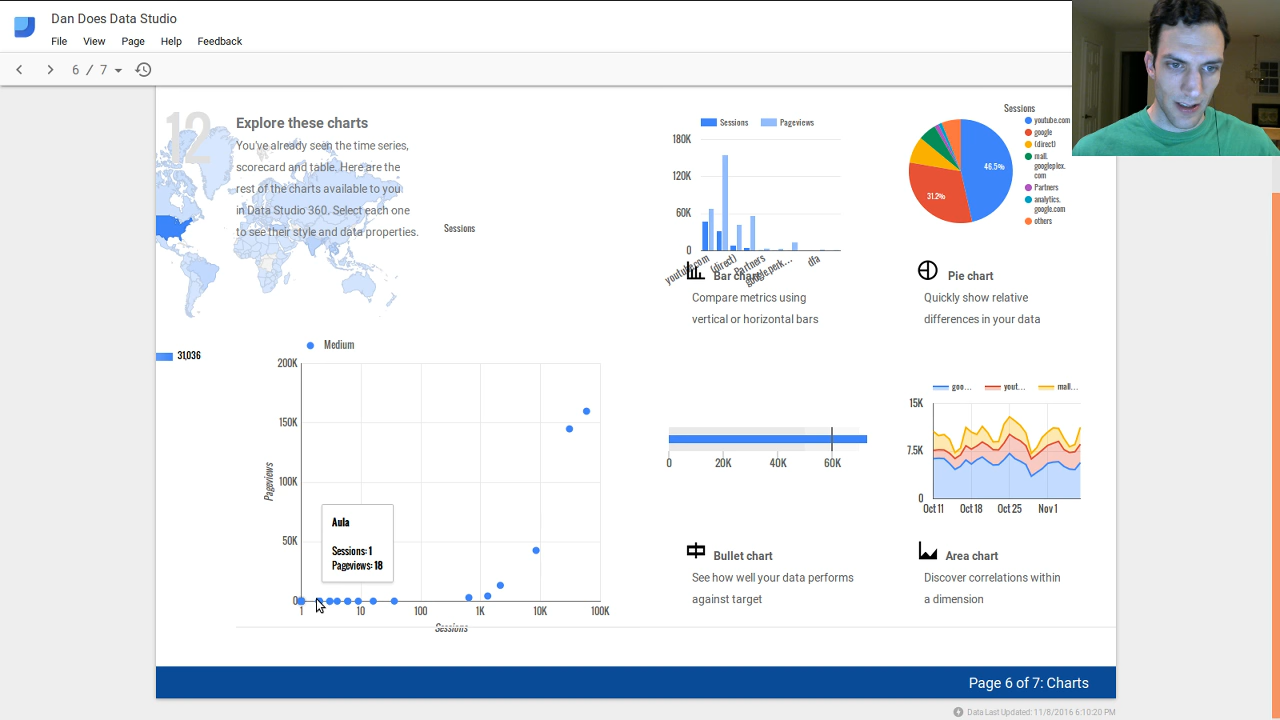 Dan Does Data Studio
File View Page Help Feedback
6 / 7
12
Explore these charts
You've already seen the time series,
scorecard and table. Here are the
rest of the charts available to you
in Data Studio 360. Select each one
to see their style and data properties.
Sessions
31,036
Sessions Pageviews
180K
120K
60K
0
youtube.com
(direct)
Partners
google perk...
dfa
Bar chart
Compare metrics using
vertical or horizontal bars
Sessions
46.5%
31.2%
youtube.com
google
(direct)
mail.
googleplex.
com
Partners
analytics.
google.com
others
Pie chart
Quickly show relative
differences in your data
Medium
200K
150K
100K
50K
0
Pageviews
Aula
Sessions: 1
Pageviews: 18
1 10 100 1K 10K 100K
Sessions
0 20K 40K 60K
Bullet chart
See how well your data performs
against target
goo... yout... mall...
15K
7.5K
0
Oct 11 Oct 18 Oct 25 Nov 1
Area chart
Discover correlations within
a dimension
Page 6 of 7: Charts
Data Last Updated: 11/8/2016 6:10:20 PM